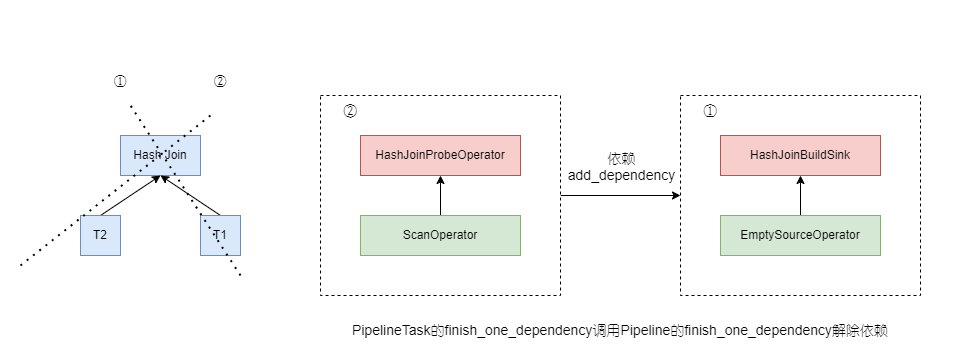 ①
②
Hash Join
T2
T1
②
HashJoinProbeOperator
ScanOperator
依赖
add_dependency
①
HashJoinBuildSink
EmptySourceOperator
PipelineTask的finish_one_dependency调用Pipeline的finish_one_dependency解除依赖